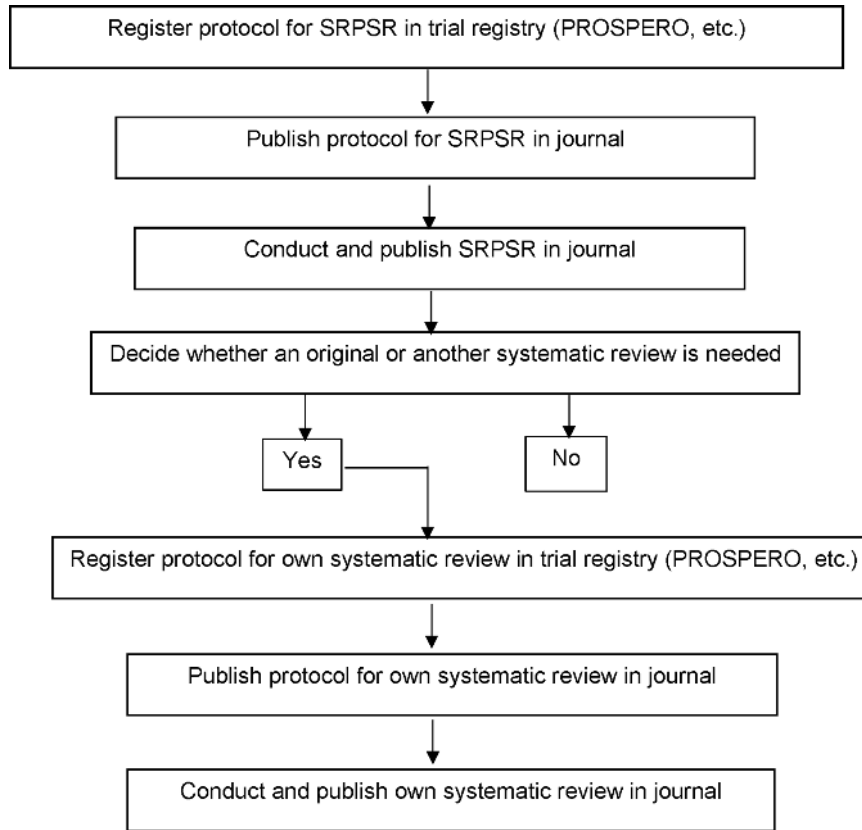 Register protocol for SRPSR in trial registry (PROSPERO, etc.)
Publish protocol for SRPSR in journal
Conduct and publish SRPSR in journal
Decide whether an original or another systematic review is needed
Yes
No
Register protocol for own systematic review in trial registry (PROSPERO, etc.)
Publish protocol for own systematic review in journal
Conduct and publish own systematic review in journal